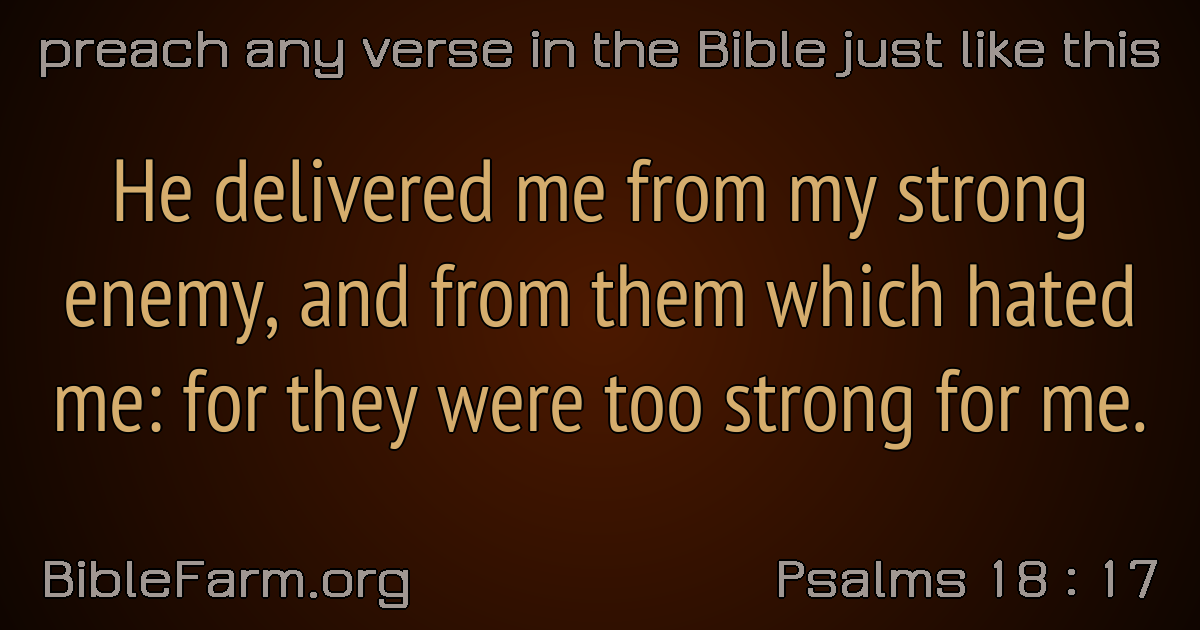 preach any verse in the Bible just like this
He delivered me from my strong
enemy, and from them which hated
me: for they were too strong for me.
BibleFarm.org
Psalms 18 : 17